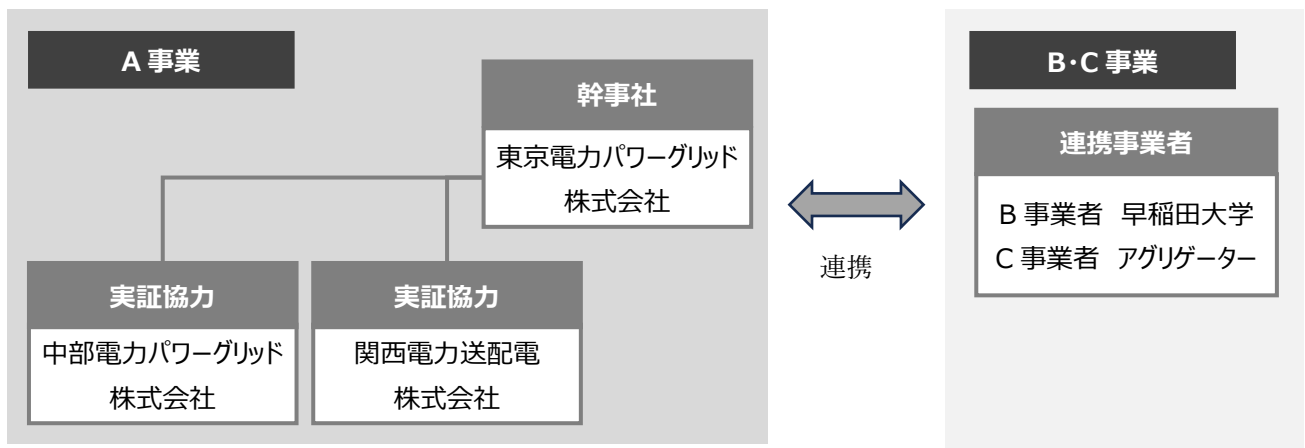 A 事業
幹事社
東京電力パワーグリッド
株式会社
実証協力
中部電力パワーグリッド
株式会社
実証協力
関西電力送配電
株式会社
連携
B・C 事業
連携事業者
B 事業者 早稲田大学
C 事業者 アグリゲーター